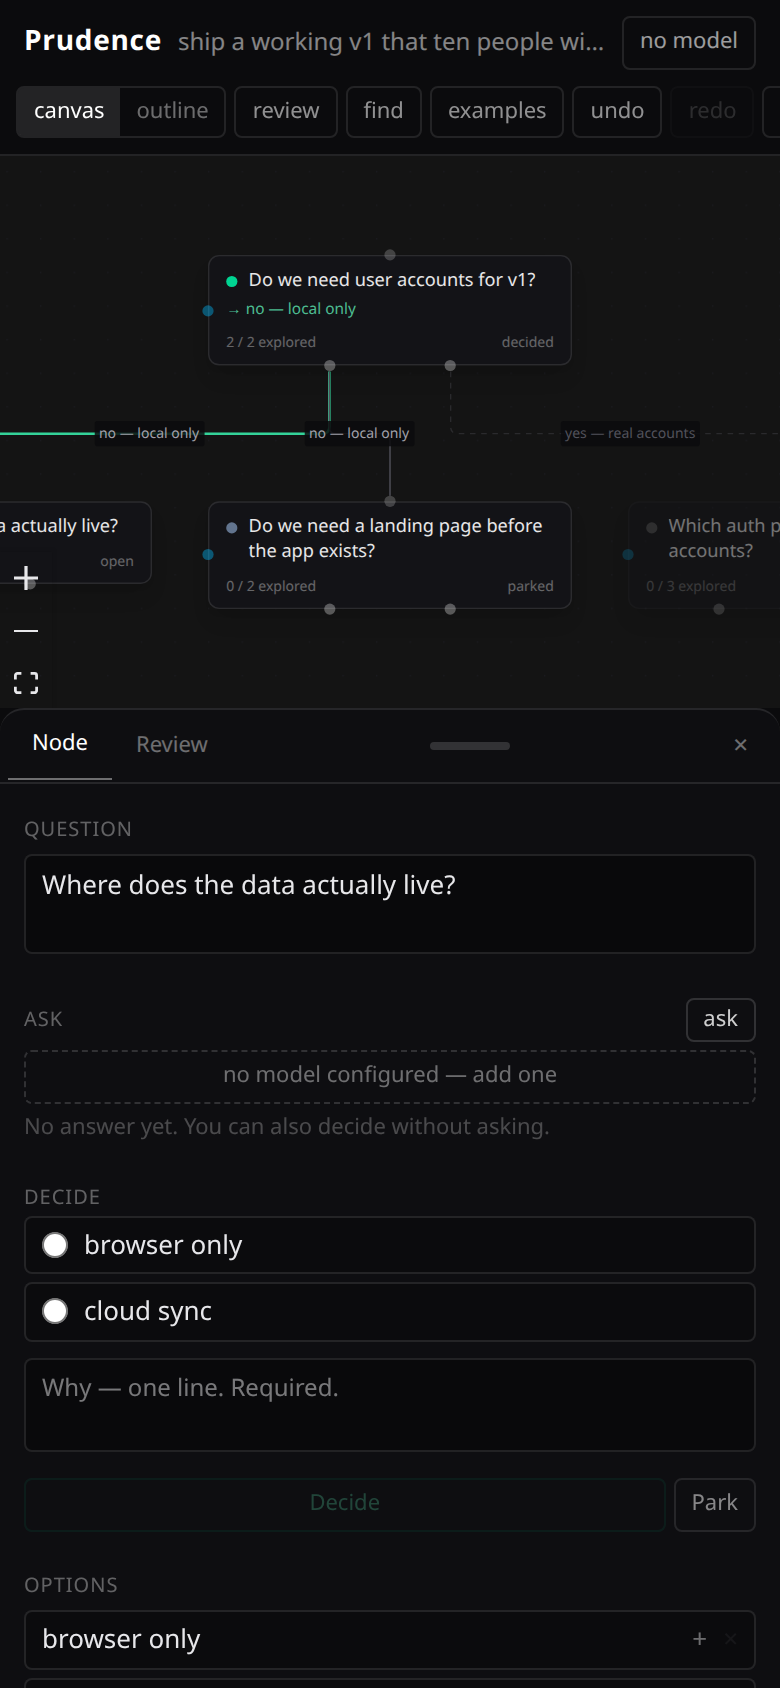 Prudence ship a working v1 that ten people wi... no model
canvas outline review find examples undo redo
Do we need user accounts for v1?
→ no — local only
2 / 2 explored decided
no — local only no — local only yes — real accounts
a actually live? Do we need a landing page before Which auth p
the app exists? accounts?
open 0 / 2 explored parked 0 / 3 explored
Node Review ×
QUESTION
Where does the data actually live?
ASK ask
no model configured — add one
No answer yet. You can also decide without asking.
DECIDE
browser only
cloud sync
Why — one line. Required.
Decide Park
OPTIONS
browser only + ×